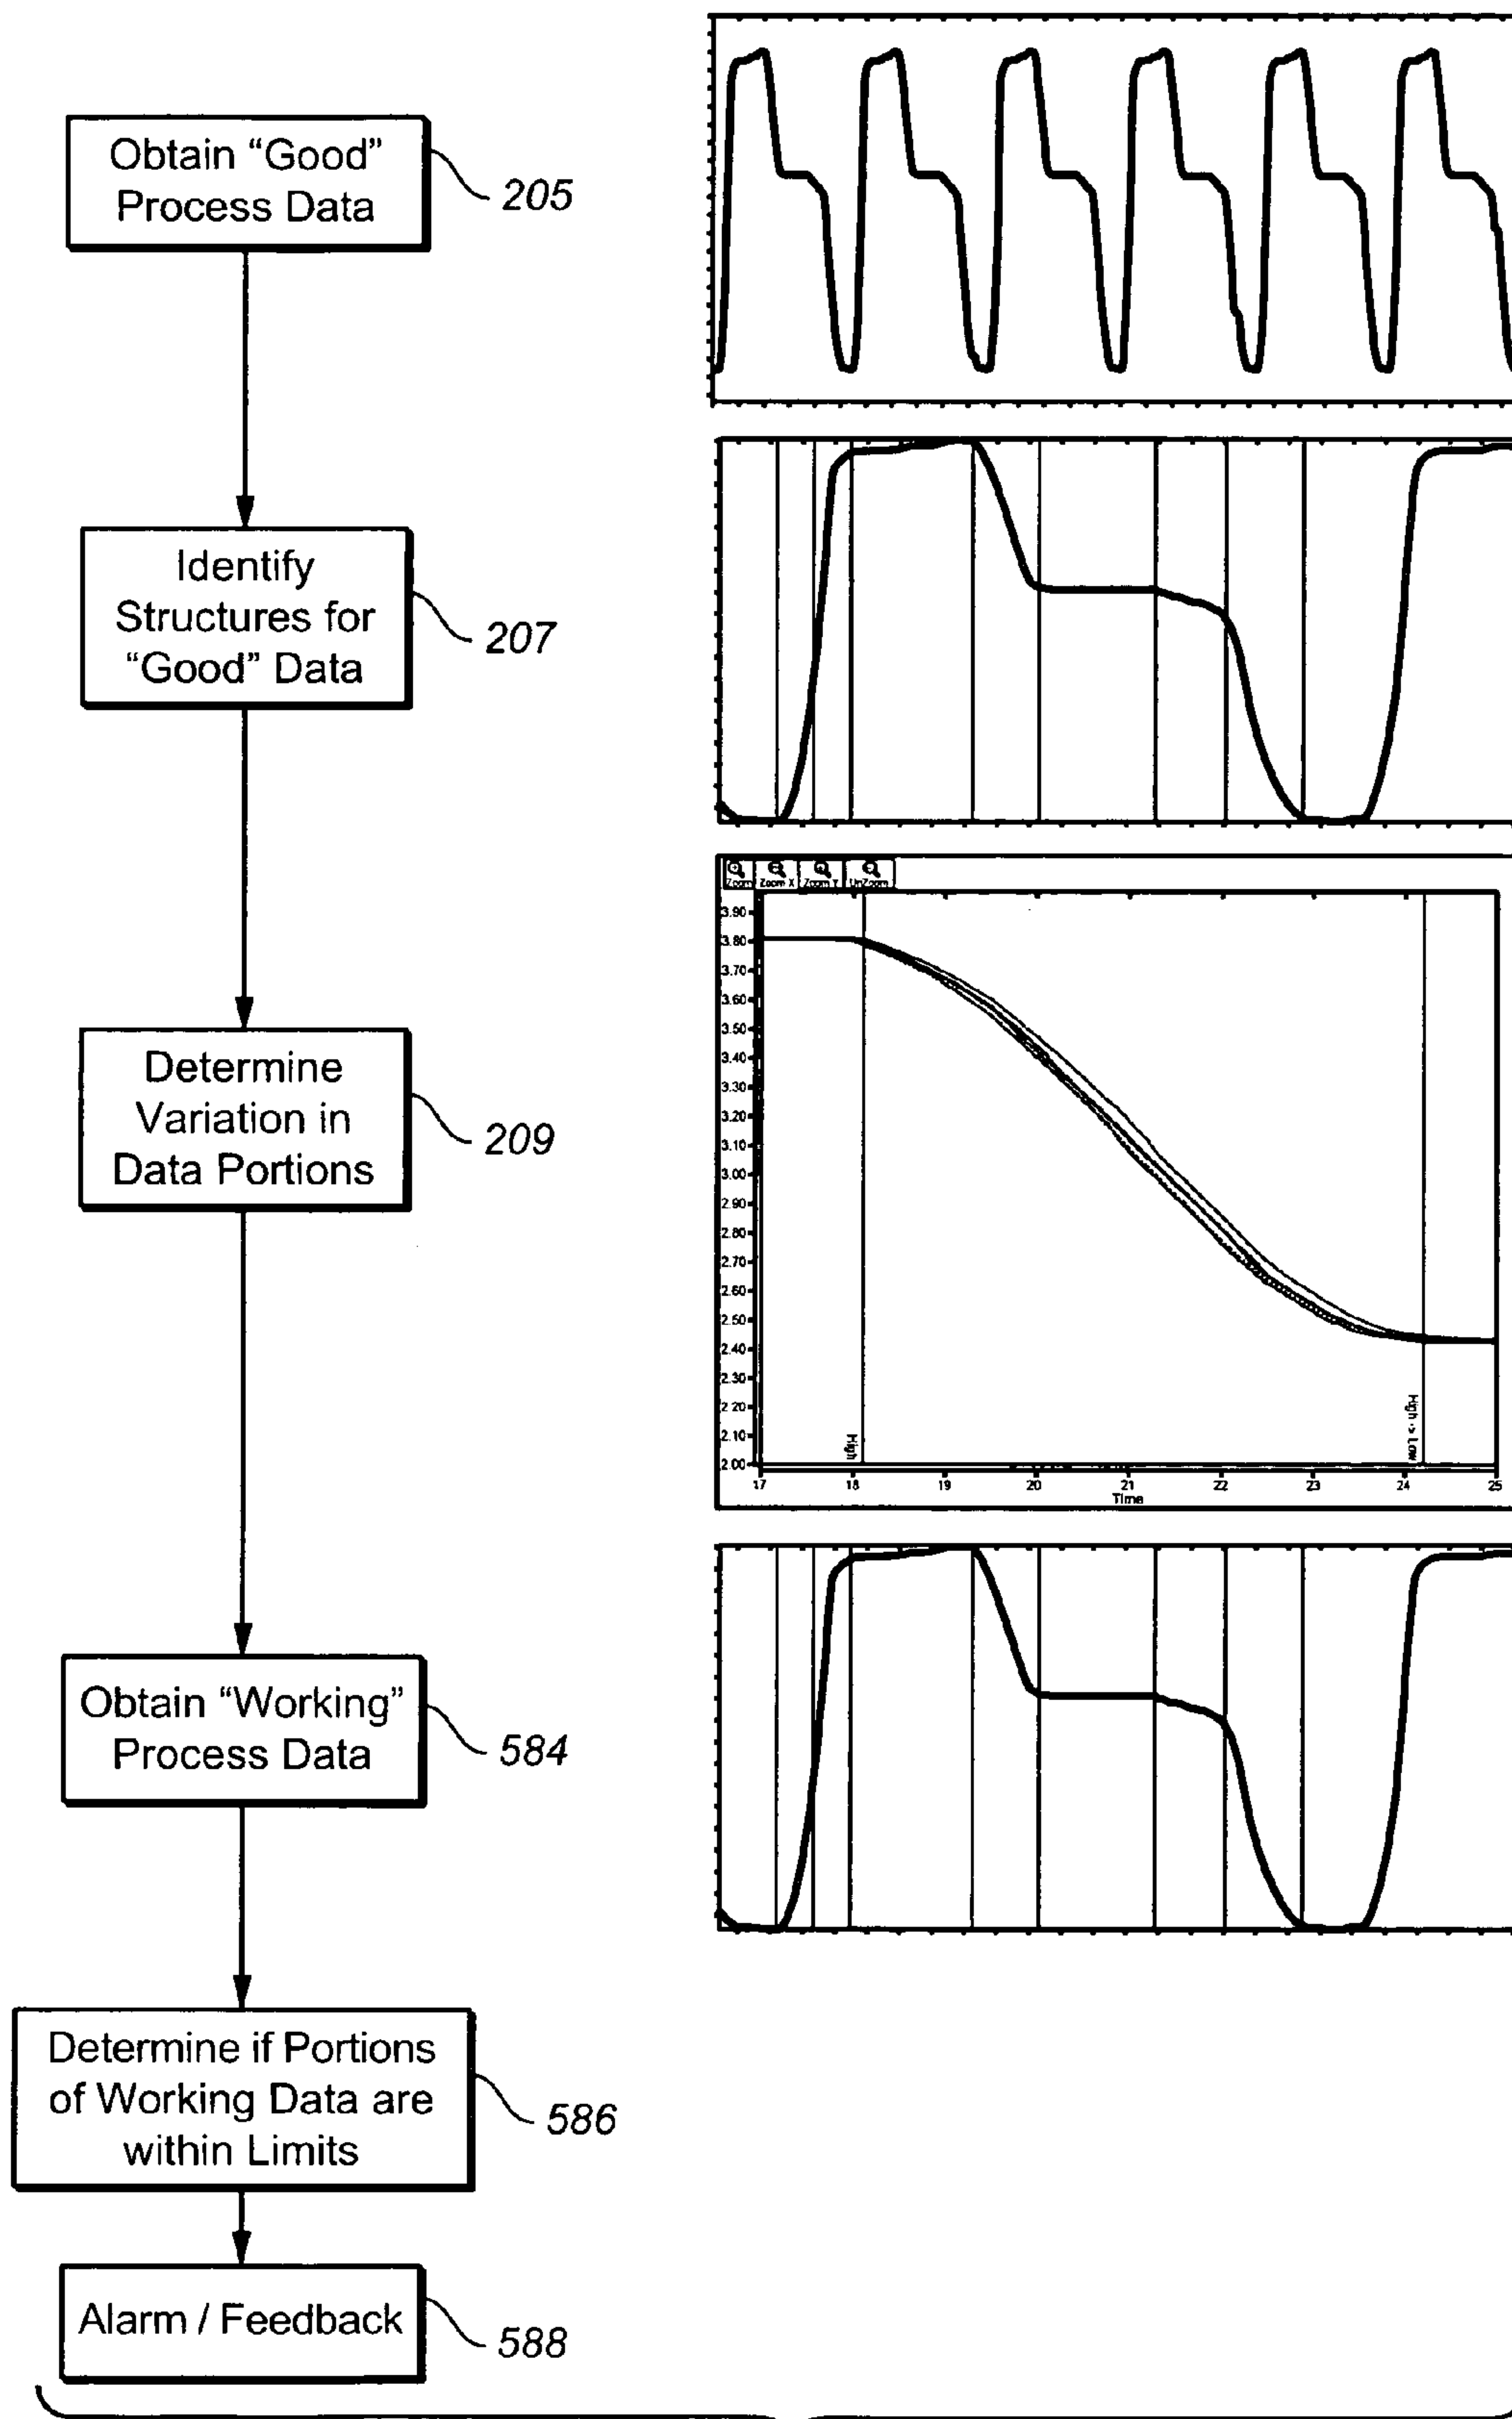 Obtain “Good”
Process Data
205
Identify
Structures for
“Good” Data
207
Zoom Zoom X Zoom Y UnZoom
3.90
3.80
3.70
3.60
3.50
3.40
3.30
3.20
3.10
3.00
2.90
2.80
2.70
2.60
2.50
2.40
2.30
2.20
2.10
2.00
High
High -> Low
17 18 19 20 21 22 23 24 25
Time
Determine
Variation in
Data Portions
209
Obtain “Working”
Process Data
584
Determine if Portions
of Working Data are
within Limits
586
Alarm / Feedback
588